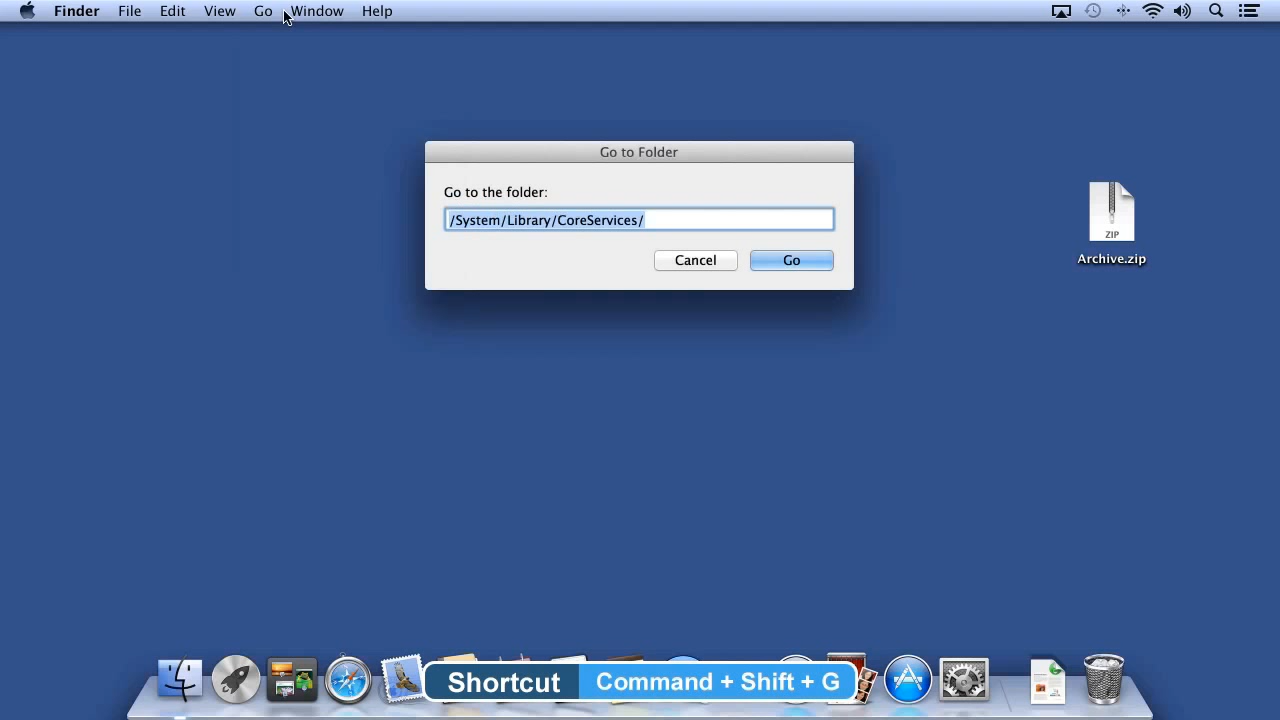 Finder File Edit View Go Window Help
Go to Folder
Go to the folder:
/System/Library/CoreServices/
Cancel Go
ZIP
Archive.zip
Shortcut Command + Shift + G